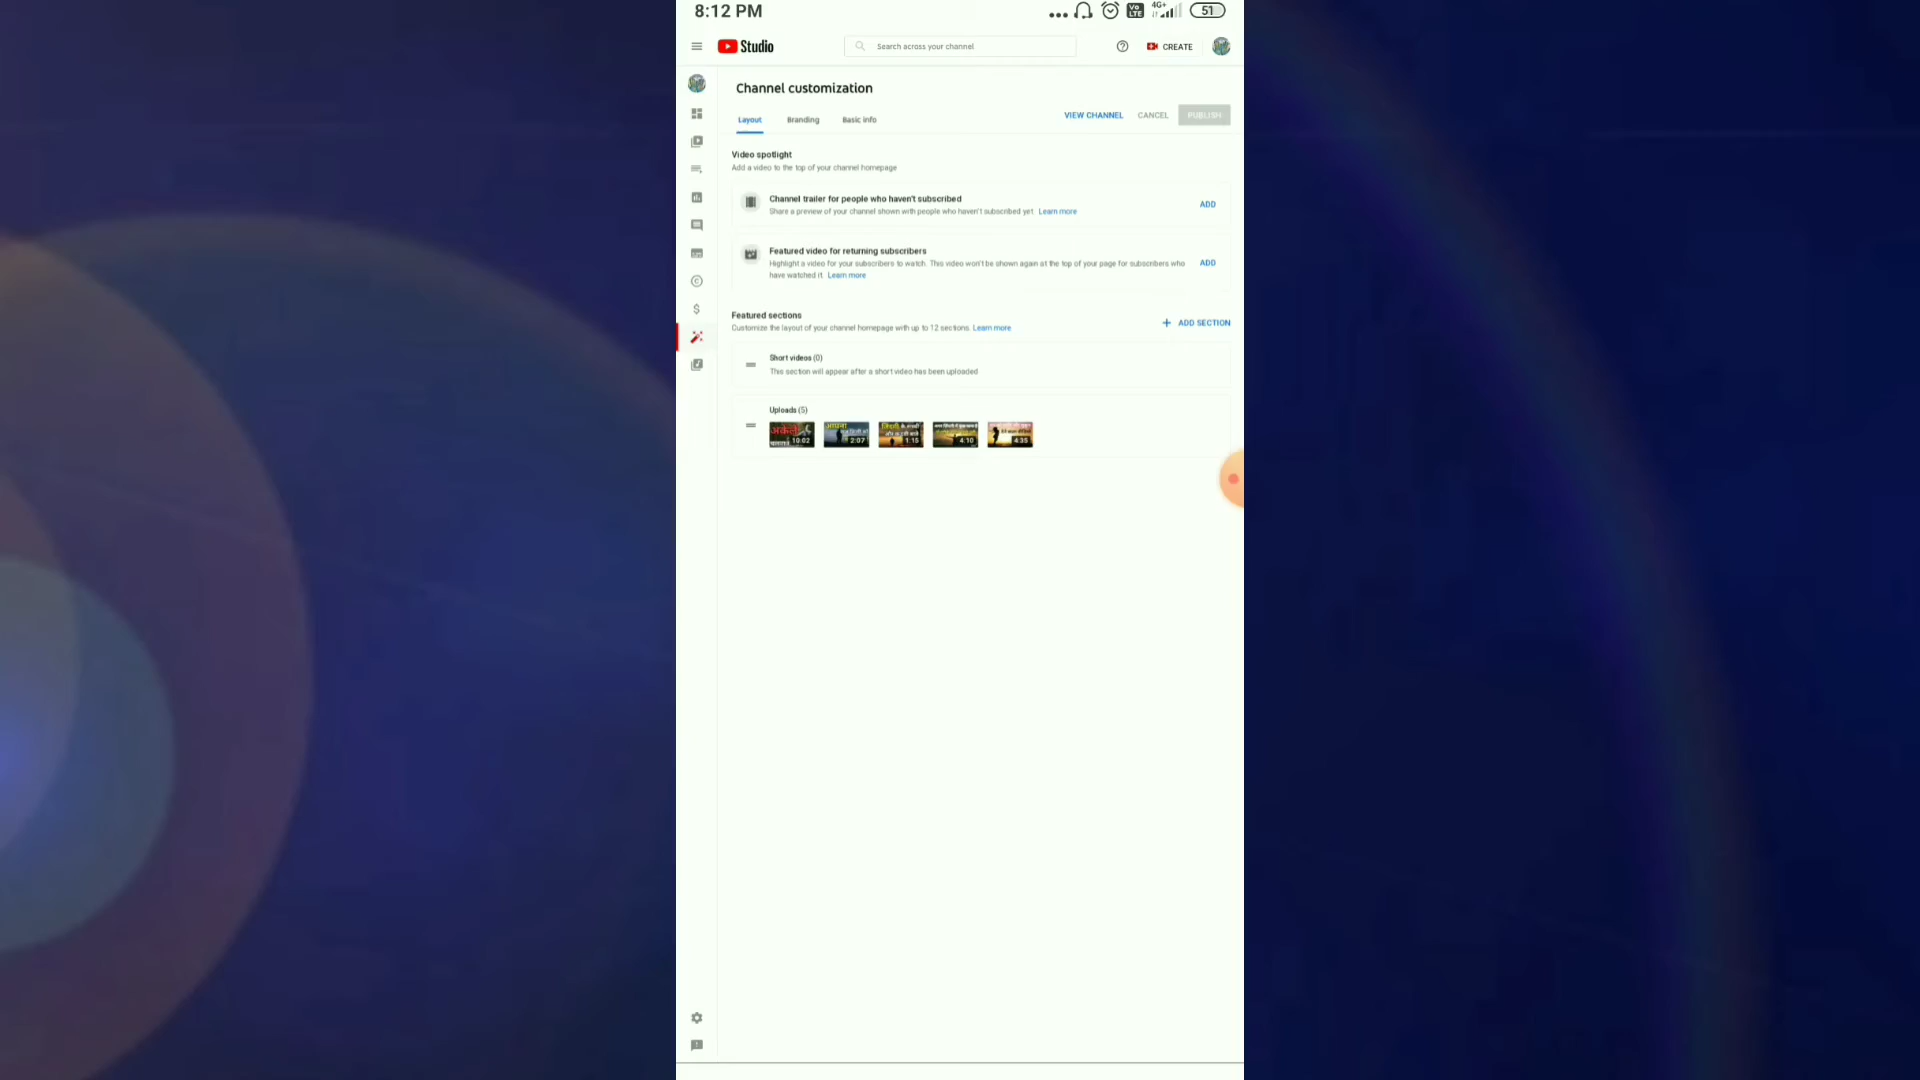 8:12 PM
Vo LTE
4G+
51
Studio
Search across your channel
CREATE
Channel customization
Layout
Branding
Basic info
VIEW CHANNEL
CANCEL
PUBLISH
Video spotlight
Add a video to the top of your channel homepage
Channel trailer for people who haven't subscribed
Share a preview of your channel shown with people who haven't subscribed yet. Learn more
ADD
Featured video for returning subscribers
Highlight a video for your subscribers to watch. This video won't be shown again at the top of your page for subscribers who
have watched it. Learn more
ADD
Featured sections
Customize the layout of your channel homepage with up to 12 sections. Learn more
ADD SECTION
Short videos (0)
This section will appear after a short video has been uploaded
Uploads (5)
अकेले
10:02
2:07
1:15
4:10
4:35